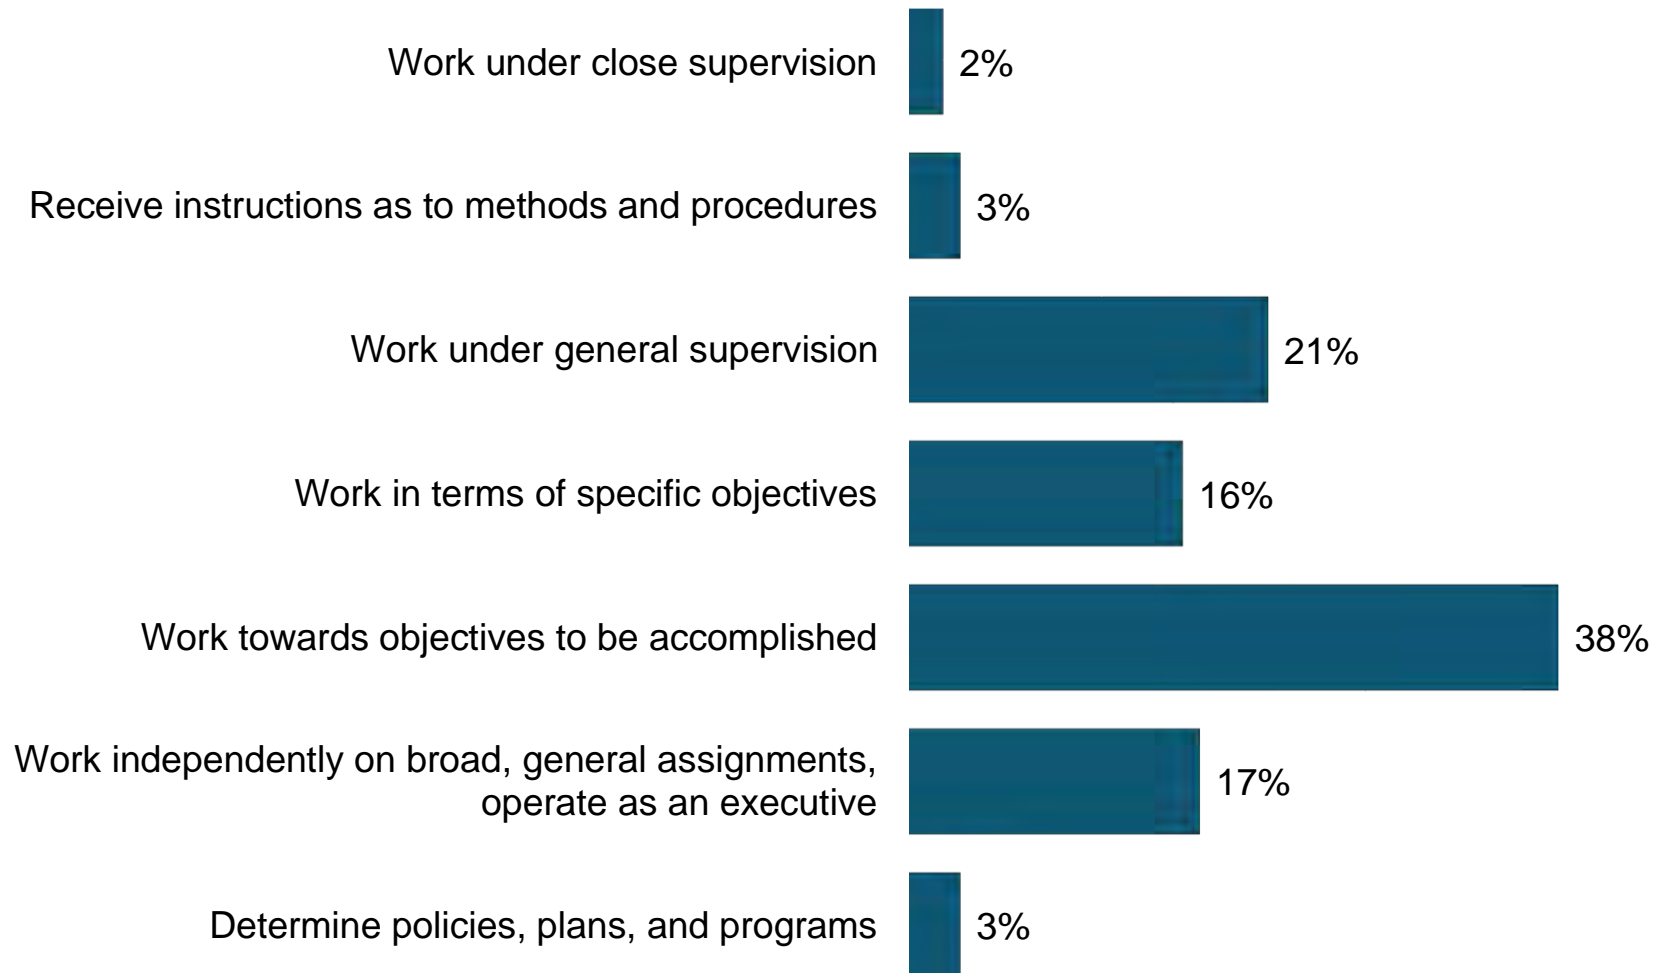 Work under close supervision 2%
Receive instructions as to methods and procedures 3%
Work under general supervision 21%
Work in terms of specific objectives 16%
Work towards objectives to be accomplished 38%
Work independently on broad, general assignments,
operate as an executive 17%
Determine policies, plans, and programs 3%